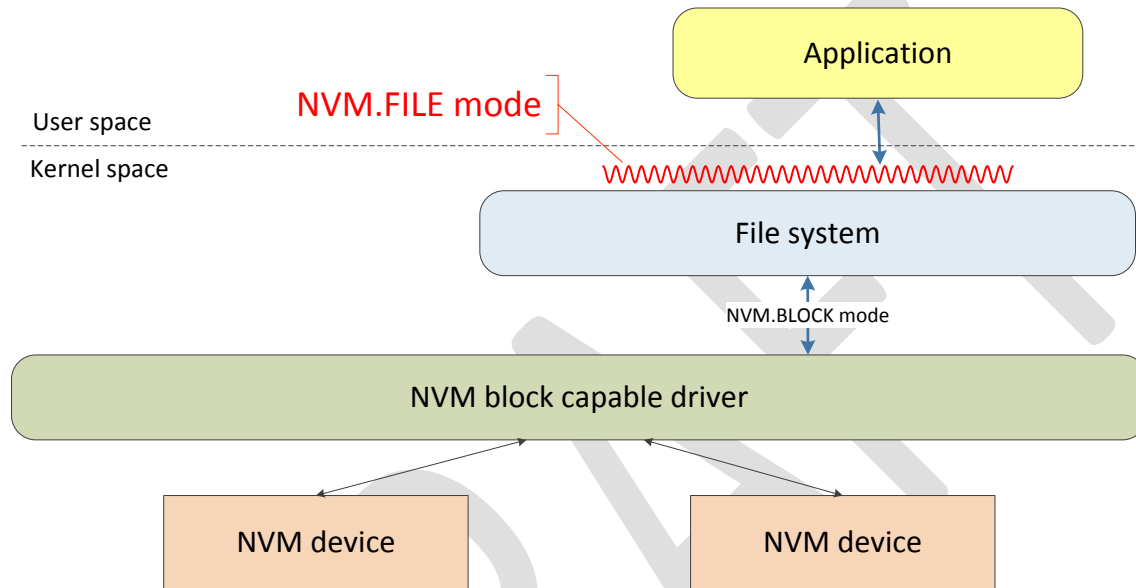 Application
NVM.FILE mode
User space
Kernel space
File system
NVM.BLOCK mode
NVM block capable driver
NVM device
NVM device
DRAFT